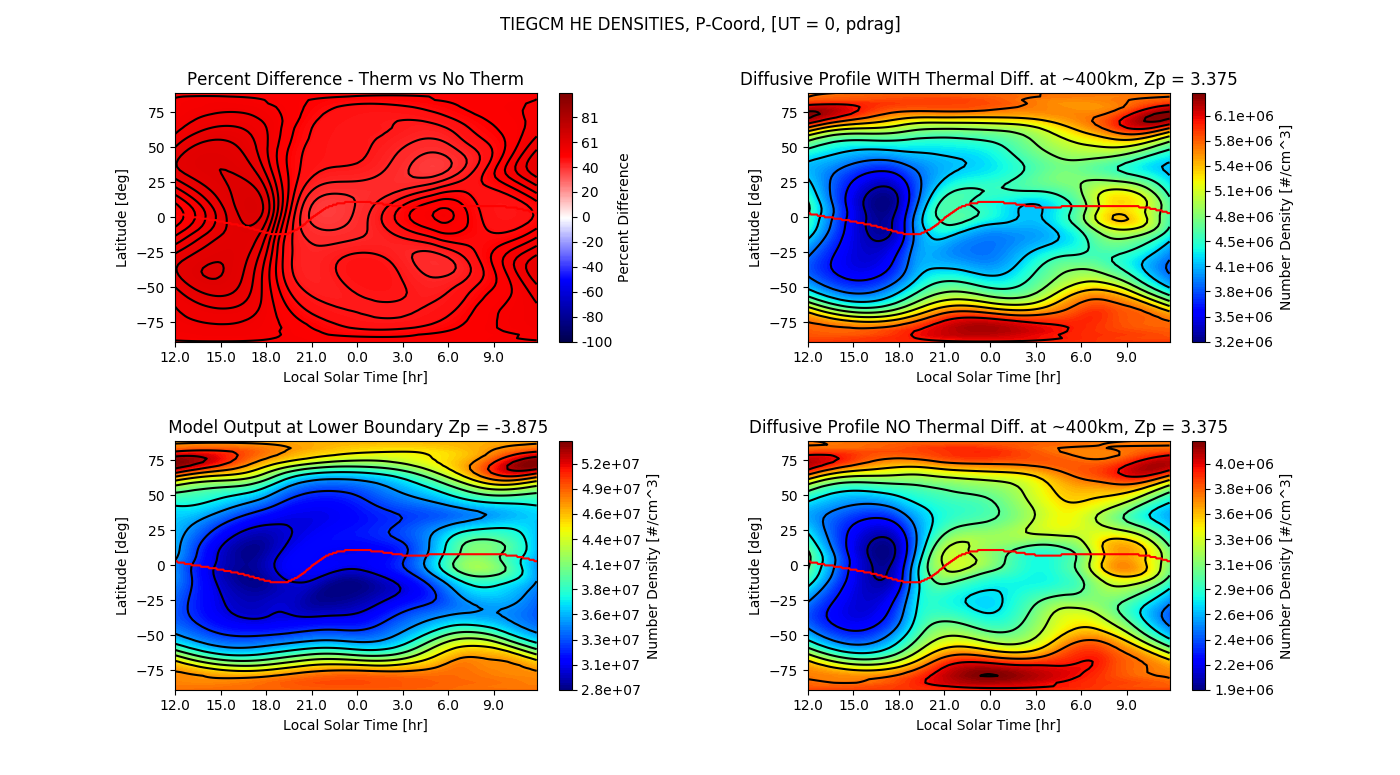 TIEGCM HE DENSITIES, P-Coord, [UT = 0, pdrag]
Percent Difference - Therm vs No Therm
75
50
25
0
−25
−50
−75
Latitude [deg]
12.0 15.0 18.0 21.0 0.0 3.0 6.0 9.0
Local Solar Time [hr]
81
61
40
20
0
-20
-40
-60
-80
-100
Percent Difference
Diffusive Profile WITH Thermal Diff. at ~400km, Zp = 3.375
75
50
25
0
−25
−50
−75
Latitude [deg]
12.0 15.0 18.0 21.0 0.0 3.0 6.0 9.0
Local Solar Time [hr]
6.1e+06
5.8e+06
5.4e+06
5.1e+06
4.8e+06
4.5e+06
4.1e+06
3.8e+06
3.5e+06
3.2e+06
Number Density [#/cm^3]
Model Output at Lower Boundary Zp = -3.875
75
50
25
0
−25
−50
−75
Latitude [deg]
12.0 15.0 18.0 21.0 0.0 3.0 6.0 9.0
Local Solar Time [hr]
5.2e+07
4.9e+07
4.6e+07
4.4e+07
4.1e+07
3.8e+07
3.6e+07
3.3e+07
3.1e+07
2.8e+07
Number Density [#/cm^3]
Diffusive Profile NO Thermal Diff. at ~400km, Zp = 3.375
75
50
25
0
−25
−50
−75
Latitude [deg]
12.0 15.0 18.0 21.0 0.0 3.0 6.0 9.0
Local Solar Time [hr]
4.0e+06
3.8e+06
3.6e+06
3.3e+06
3.1e+06
2.9e+06
2.6e+06
2.4e+06
2.2e+06
1.9e+06
Number Density [#/cm^3]